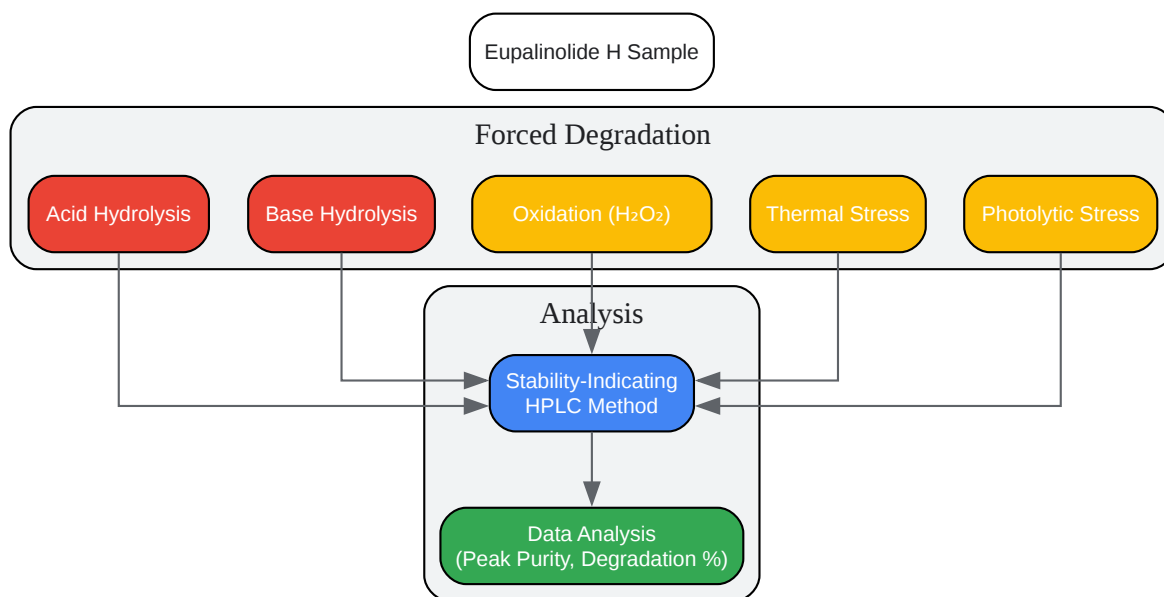 Eupalinolide H Sample
Forced Degradation
Acid Hydrolysis
Base Hydrolysis
Oxidation (H₂O₂)
Thermal Stress
Photolytic Stress
Analysis
Stability-Indicating
HPLC Method
Data Analysis
(Peak Purity, Degradation %)